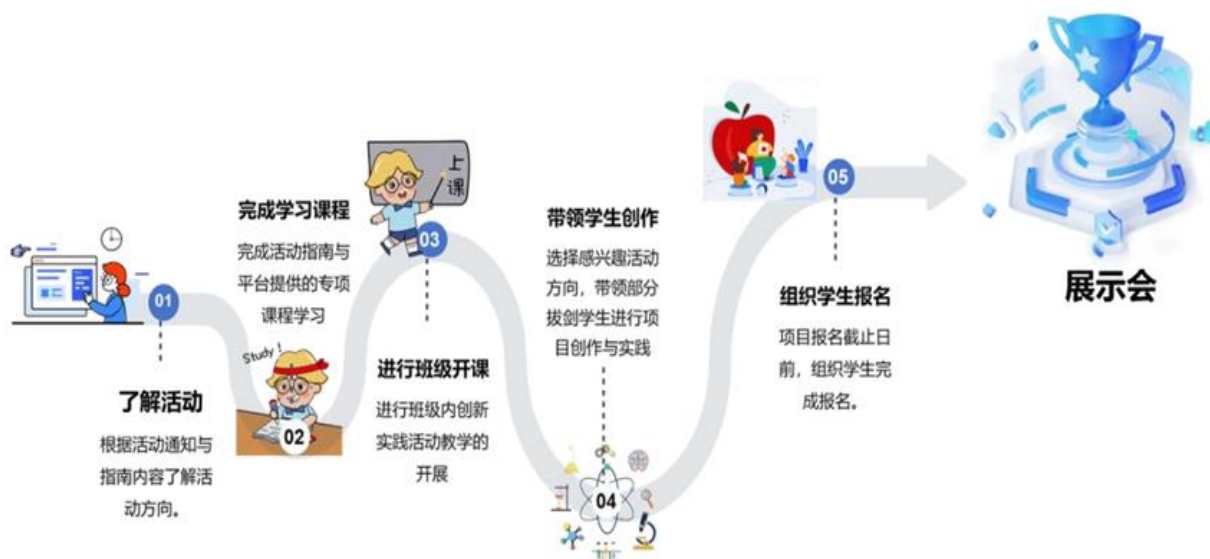 01
了解活动
根据活动通知与
指南内容了解活
动方向。
完成学习课程
完成活动指南与
平台提供的专项
课程学习
Study!
02
上
课
03
进行班级开课
进行班级内创新
实践活动教学的
开展
带领学生创作
选择感兴趣活动
方向，带领部分
拔剑学生进行项
目创作与实践
04
05
组织学生报名
项目报名截止日
前，组织学生完
成报名。
展示会